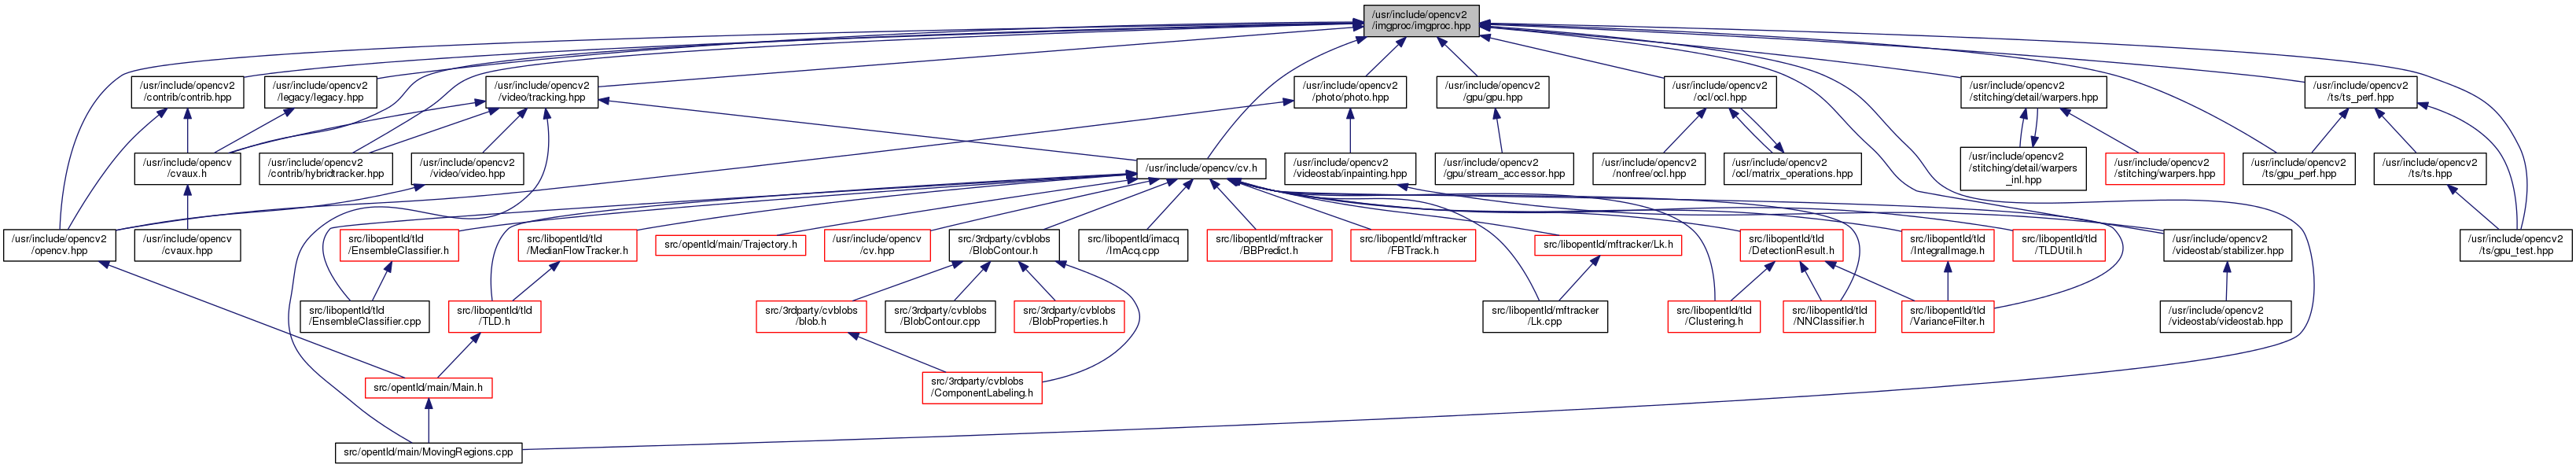 /usr/include/opencv2
/imgproc/imgproc.hpp
/usr/include/opencv2
/contrib/contrib.hpp
/usr/include/opencv2
/legacy/legacy.hpp
/usr/include/opencv2
/video/tracking.hpp
/usr/include/opencv2
/photo/photo.hpp
/usr/include/opencv2
/gpu/gpu.hpp
/usr/include/opencv2
/ocl/ocl.hpp
/usr/include/opencv2
/stitching/detail/warpers.hpp
/usr/include/opencv2
/ts/ts_perf.hpp
/usr/include/opencv
/cvaux.h
/usr/include/opencv2
/contrib/hybridtracker.hpp
/usr/include/opencv2
/video/video.hpp
/usr/include/opencv/cv.h
/usr/include/opencv2
/videostab/inpainting.hpp
/usr/include/opencv2
/gpu/stream_accessor.hpp
/usr/include/opencv2
/nonfree/ocl.hpp
/usr/include/opencv2
/ocl/matrix_operations.hpp
/usr/include/opencv2
/stitching/detail/warpers
_inl.hpp
/usr/include/opencv2
/stitching/warpers.hpp
/usr/include/opencv2
/ts/gpu_perf.hpp
/usr/include/opencv2
/ts/ts.hpp
/usr/include/opencv2
/opencv.hpp
/usr/include/opencv
/cvaux.hpp
src/libopentld/tld
/EnsembleClassifier.h
src/libopentld/tld
/MedianFlowTracker.h
src/opentld/main/Trajectory.h
/usr/include/opencv
/cv.hpp
src/3rdparty/cvblobs
/BlobContour.h
src/libopentld/imacq
/ImAcq.cpp
src/libopentld/mftracker
/BBPredict.h
src/libopentld/mftracker
/FBTrack.h
src/libopentld/mftracker/Lk.h
src/libopentld/tld
/DetectionResult.h
src/libopentld/tld
/IntegralImage.h
src/libopentld/tld
/TLDUtil.h
/usr/include/opencv2
/videostab/stabilizer.hpp
/usr/include/opencv2
/ts/gpu_test.hpp
src/libopentld/tld
/EnsembleClassifier.cpp
src/libopentld/tld
/TLD.h
src/3rdparty/cvblobs
/blob.h
src/3rdparty/cvblobs
/BlobContour.cpp
src/3rdparty/cvblobs
/BlobProperties.h
src/libopentld/mftracker
/Lk.cpp
src/libopentld/tld
/Clustering.h
src/libopentld/tld
/NNClassifier.h
src/libopentld/tld
/VarianceFilter.h
/usr/include/opencv2
/videostab/videostab.hpp
src/opentld/main/Main.h
src/3rdparty/cvblobs
/ComponentLabeling.h
src/opentld/main/MovingRegions.cpp